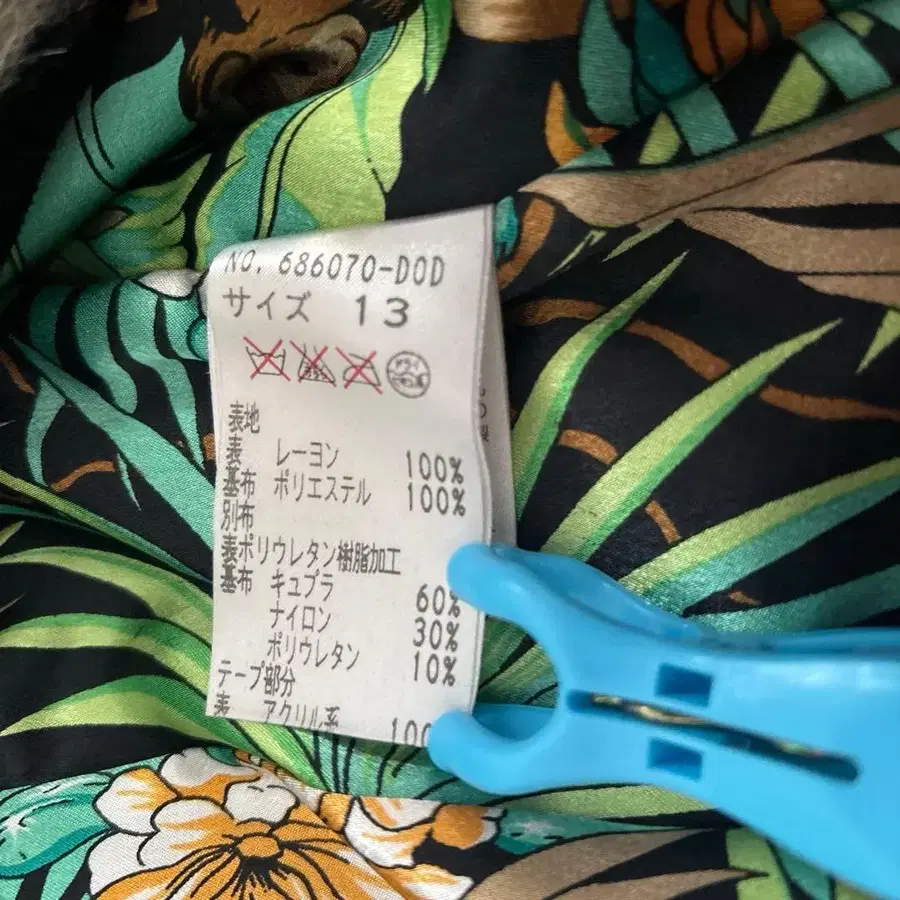 NO. 686070-DOD
サイズ 13
ドライ
表地
表 レーヨン 100%
基布 ポリエステル 100%
別布
表ポリウレタン樹脂加工
基布 キュプラ 60%
ナイロン 30%
ポリウレタン 10%
テープ部分
表 アクリル系 100